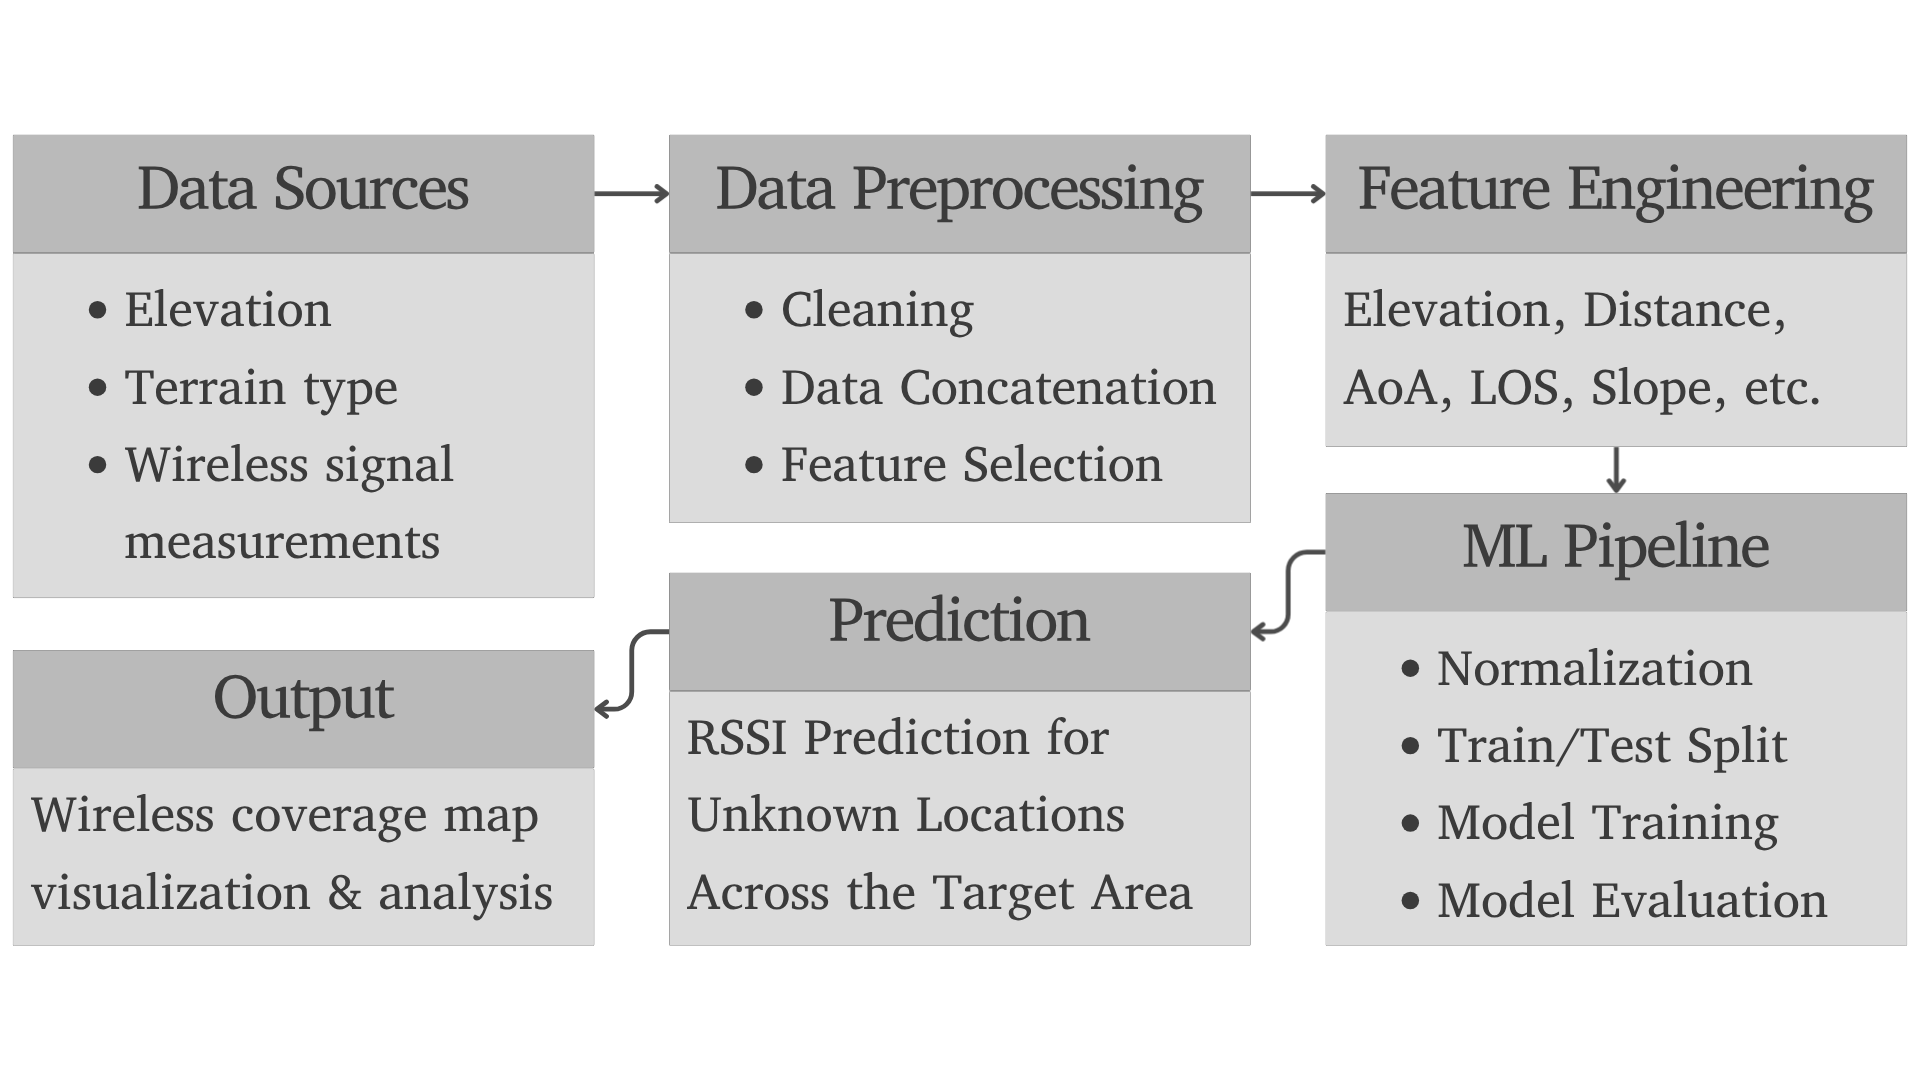 Data Sources
• Elevation
• Terrain type
• Wireless signal
measurements
Data Preprocessing
• Cleaning
• Data Concatenation
• Feature Selection
Feature Engineering
Elevation, Distance,
AoA, LOS, Slope, etc.
ML Pipeline
• Normalization
• Train/Test Split
• Model Training
• Model Evaluation
Prediction
RSSI Prediction for
Unknown Locations
Across the Target Area
Output
Wireless coverage map
visualization & analysis